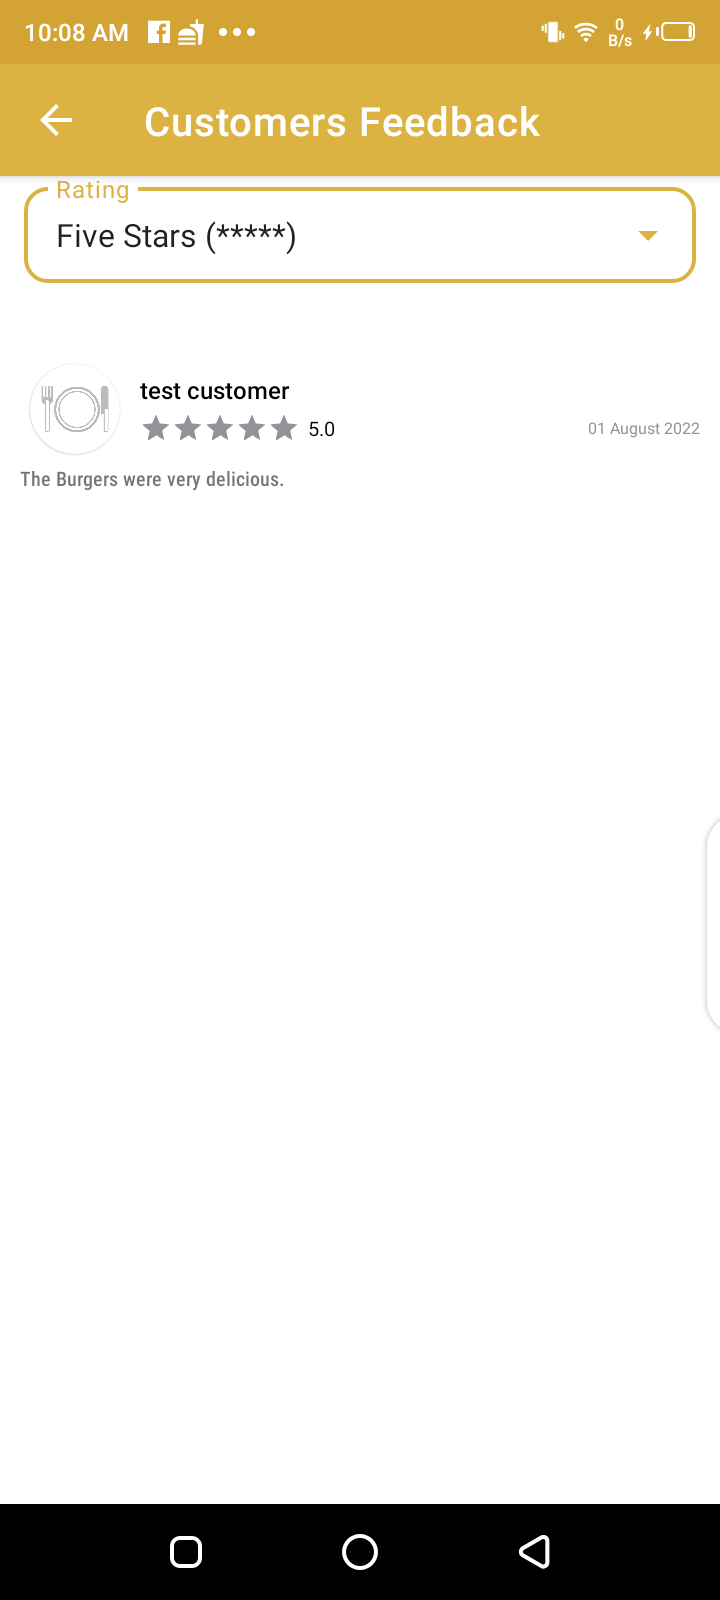 10:08 AM
0
B/s
Customers Feedback
Rating
Five Stars (*****)
test customer
5.0
01 August 2022
The Burgers were very delicious.